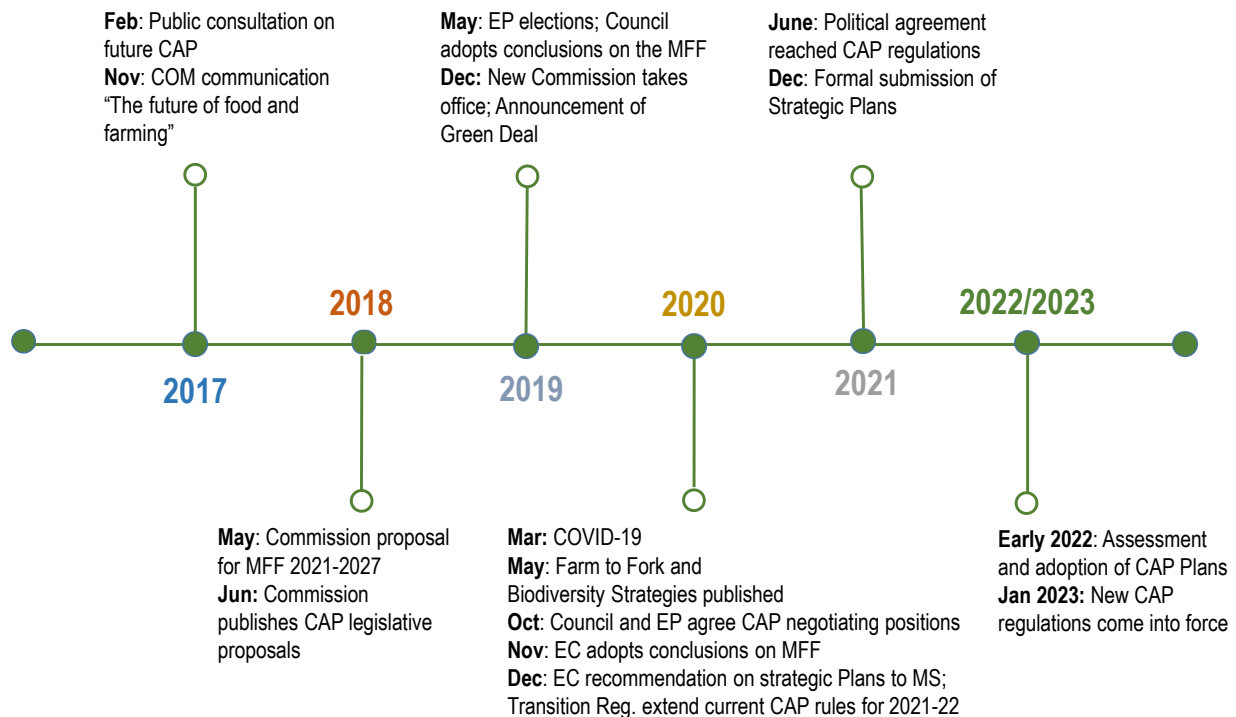 Feb: Public consultation on
future CAP
Nov: COM communication
“The future of food and
farming”
May: EP elections; Council
adopts conclusions on the MFF
Dec: New Commission takes
office; Announcement of
Green Deal
June: Political agreement
reached CAP regulations
Dec: Formal submission of
Strategic Plans
2018
2020
2022/2023
2017
2019
2021
May: Commission proposal
for MFF 2021-2027
Jun: Commission
publishes CAP legislative
proposals
Mar: COVID-19
May: Farm to Fork and
Biodiversity Strategies published
Oct: Council and EP agree CAP negotiating positions
Nov: EC adopts conclusions on MFF
Dec: EC recommendation on strategic Plans to MS;
Transition Reg. extend current CAP rules for 2021-22
Early 2022: Assessment
and adoption of CAP Plans
Jan 2023: New CAP
regulations come into force